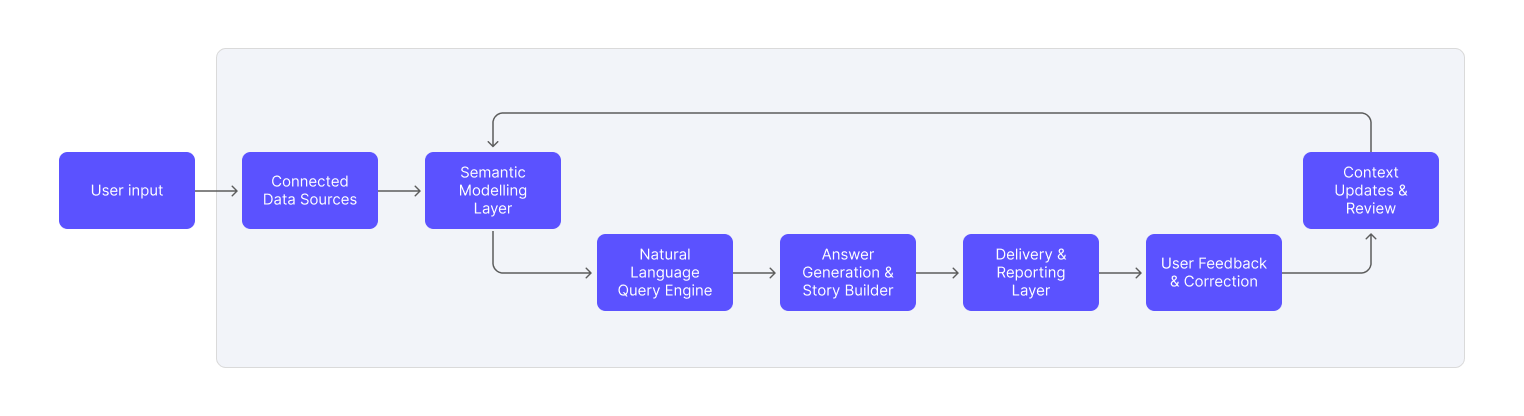 User input
Connected
Data Sources
Semantic
Modelling
Layer
Natural
Language
Query Engine
Answer
Generation &
Story Builder
Delivery &
Reporting
Layer
User Feedback
& Correction
Context
Updates &
Review